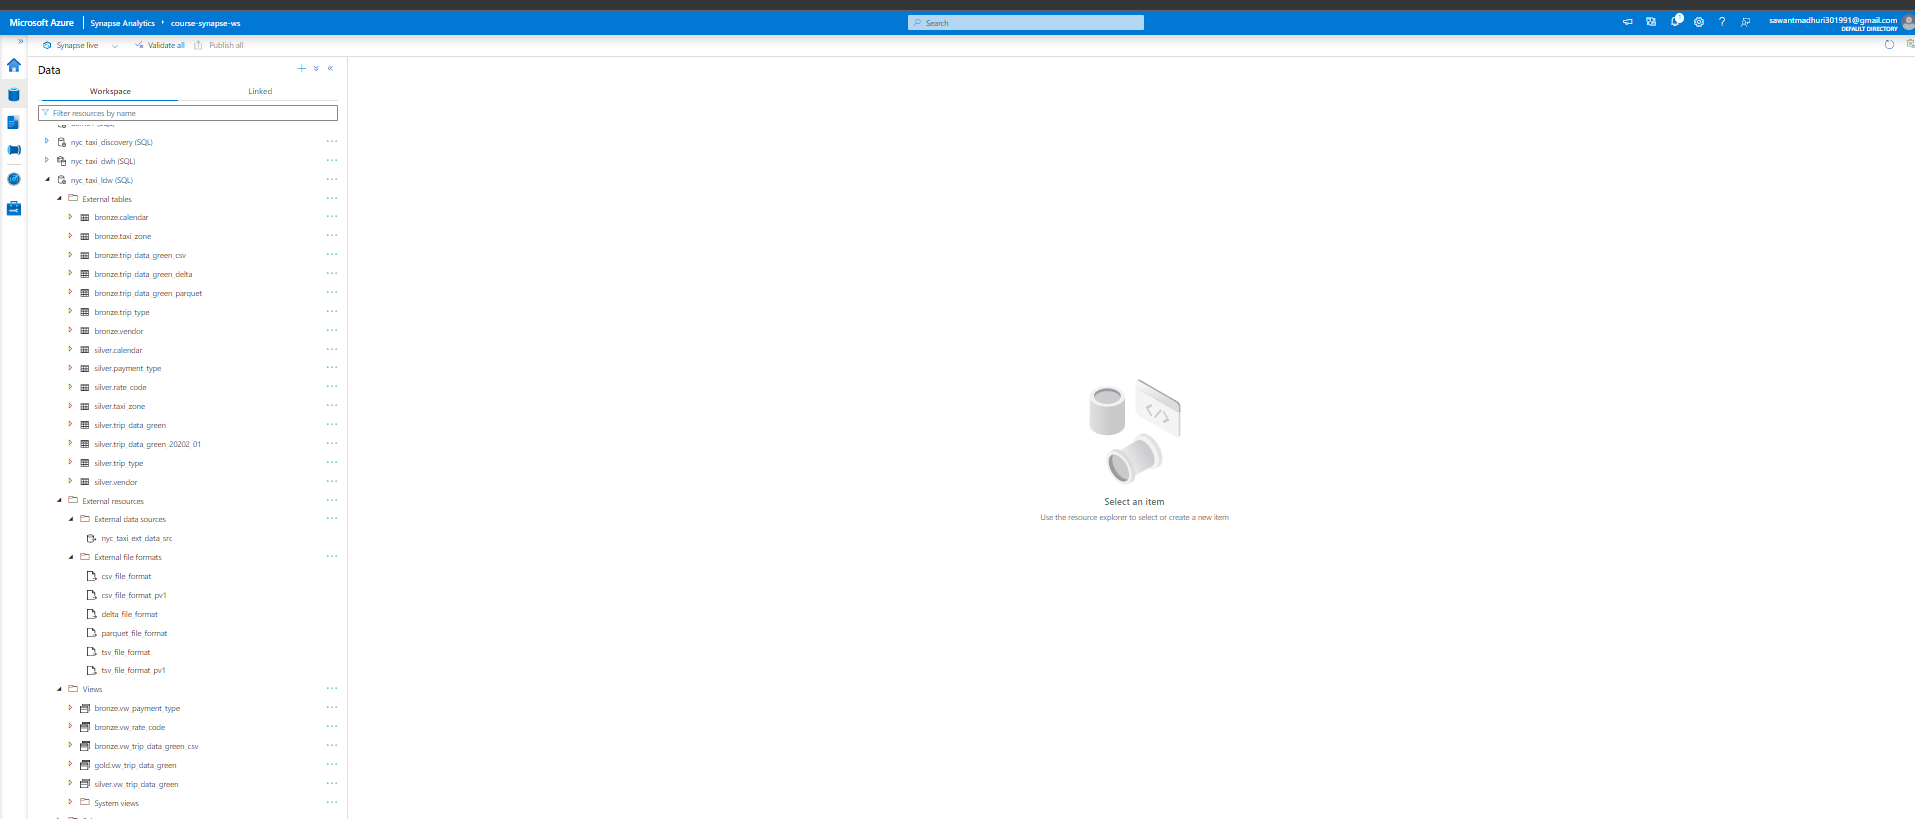 Microsoft Azure
Synapse Analytics
course-synapse-ws
Search
1
sawantmadhuri301991@gmail.com
DEFAULT DIRECTORY
Synapse live
Validate all
Publish all
Data
Workspace
Linked
Filter resources by name
nyc_taxi_discovery (SQL)
nyc_taxi_dwh (SQL)
nyc_taxi_ldw (SQL)
External tables
bronze.calendar
bronze.taxi_zone
bronze.trip_data_green_csv
bronze.trip_data_green_delta
bronze.trip_data_green_parquet
bronze.trip_type
bronze.vendor
silver.calendar
silver.payment_type
silver.rate_code
silver.taxi_zone
silver.trip_data_green
silver.trip_data_green_20202_01
silver.trip_type
silver.vendor
External resources
External data sources
nyc_taxi_ext_data_src
External file formats
csv_file_format
csv_file_format_pv1
delta_file_format
parquet_file_format
tsv_file_format
tsv_file_format_pv1
Views
bronze.vw_payment_type
bronze.vw_rate_code
bronze.vw_trip_data_green_csv
gold.vw_trip_data_green
silver.vw_trip_data_green
System views
Select an item
Use the resource explorer to select or create a new item